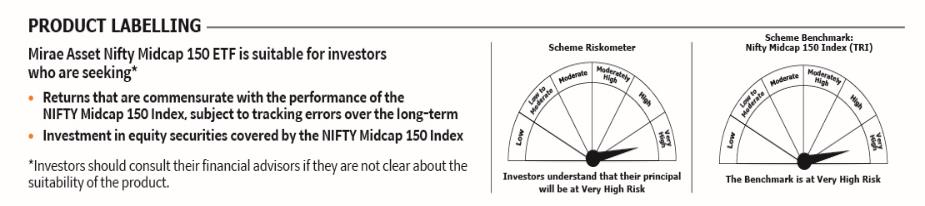 PRODUCT LABELLING
Mirae Asset Nifty Midcap 150 ETF is suitable for investors
who are seeking*
• Returns that are commensurate with the performance of the
NIFTY Midcap 150 Index, subject to tracking errors over the long-term
• Investment in equity securities covered by the NIFTY Midcap 150 Index
*Investors should consult their financial advisors if they are not clear about the
suitability of the product.
Scheme Riskometer
Low
Low to
Moderate
Moderate
Moderately
High
High
Very
High
Investors understand that their principal
will be at Very High Risk
Scheme Benchmark:
Nifty Midcap 150 Index (TRI)
Low
Low to
Moderate
Moderate
Moderately
High
High
Very
High
The Benchmark is at Very High Risk